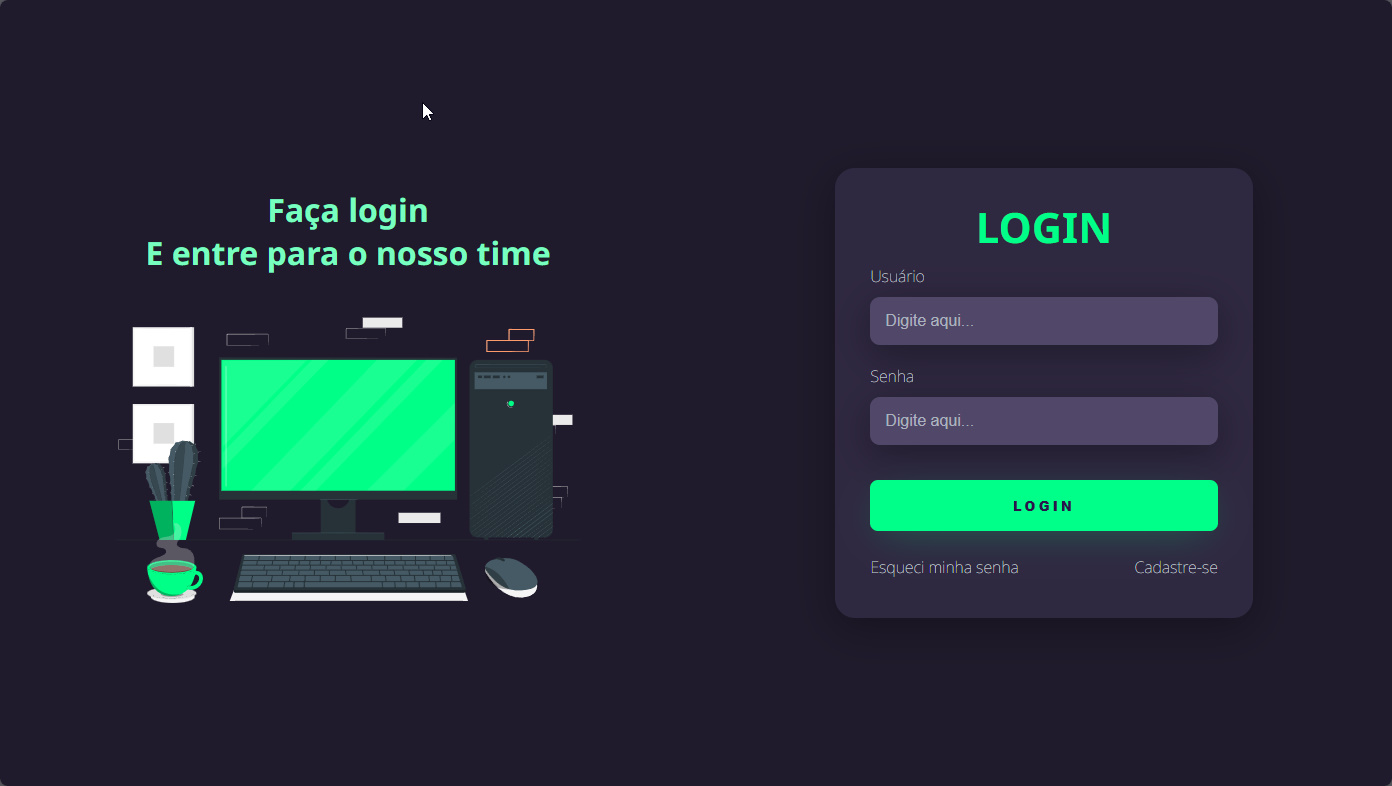 Faça login
E entre para o nosso time
LOGIN
Usuário
Digite aqui...
Senha
Digite aqui...
LOGIN
Esqueci minha senha
Cadastre-se